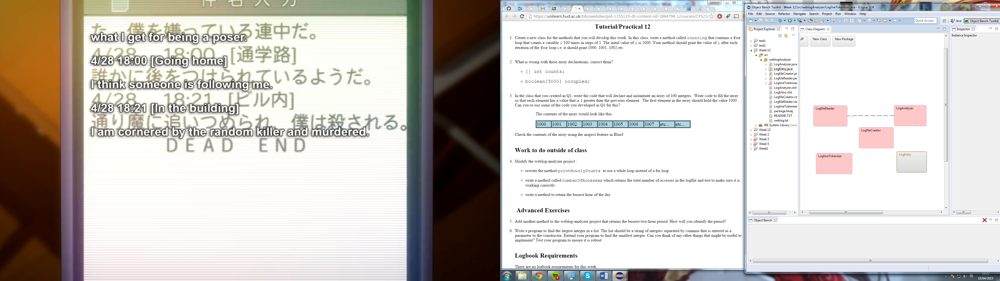 た、僕を嫌っている連中だ。
what I get for being a poser.
4/28 18:00 [通学路]
4/28 18:00 [Going home]
誰かに後をつけられているようだ。
I think someone is following me.
4/28 18:21 [ビル内]
4/28 18:21 [In the building]
通り魔に追いつめられ、僕は殺される。
I am cornered by the random killer and murdered.
DEAD END
Ashhad
https://unilearn.hud.ac.uk/bbcswebdav/pid-1155119-dt-content-rid-1864794_1/courses/CFS210
Tutorial/Practical 12
1. Create a new class for the methods that you will develop this week. In this class, write a method called counting that contains a for
loop that counts a variable i 100 times in steps of 1. The inital value of i is 1000. Your method should print the value of i after each
iteration of the for loop i.e. it should print 1000, 1001, 1002 etc.
2. What is wrong with these array declarations, correct them?
[] int counts;
boolean[5000] occupied;
3. In the class that you created in Q1, write the code that will declare and instantiate an array of 100 integers. Write code to fill the array
so that each element has a value that is 1 greater than the previous element. The first element in the array should hold the value 1000 .
Can you re-use some of the code you developed in Q1 for this?
The contents of the array would look like this:
1000 1001 1002 1003 1004 1005 1006 1007 etc... etc...
Check the contents of the array using the inspect feature in BlueJ.
Work to do outside of class
4. Modify the weblog-analyzer project :
rewrite the method printHourlyCounts to use a while loop instead of a for loop
write a method called numberOfAccesses which returns the total number of accesses in the logfile and test to make sure it is
working correctly
write a method to return the busiest hour of the day
Advanced Exercises
5. Add another method to the weblog-analyzer project that returns the busiest two-hour period. How will you identify the period?
6. Write a program to find the largest integer in a list. The list should be a string of integers separated by commas that is entered as a
parameter to the constructor. Extend your program to find the smallest integer. Can you think of any other things that might be useful to
implement? Test your program to ensure it is robust.
Logbook Requirements
There are no logbook requirements for this week.
Object Bench Toolkit - Week 12/src/weblogAnalyzer/LoglineTokenizer.java - Eclipse SDK
File Edit Source Refactor Navigate Search Project Run Window Help
Quick Access Java Object Bench Toolkit
Project Explorer
test1
test2
Week 12
src
weblogAnalyzer
LogAnalyzer.java
LogEntry.java
LogfileCreator.jav
LogfileReader.jav
LoglineTokenizer
LogAnalyzer.ctxt
LogEntry.ctxt
LogfileCreator.ct
LogfileReader.ctx
LoglineTokenizer
package.bluej
README.TXT
weblog.txt
JRE System Library [Java
Week 13
Week 2
Week 3
Week 5
Week1
Class Diagram
UP New Class New Package
LogfileReader
LogAnalyzer
LogfileCreator
LoglineTokenizer
LogEntry
Inspector
Instance Inspector
Object Bench
10/04/2015